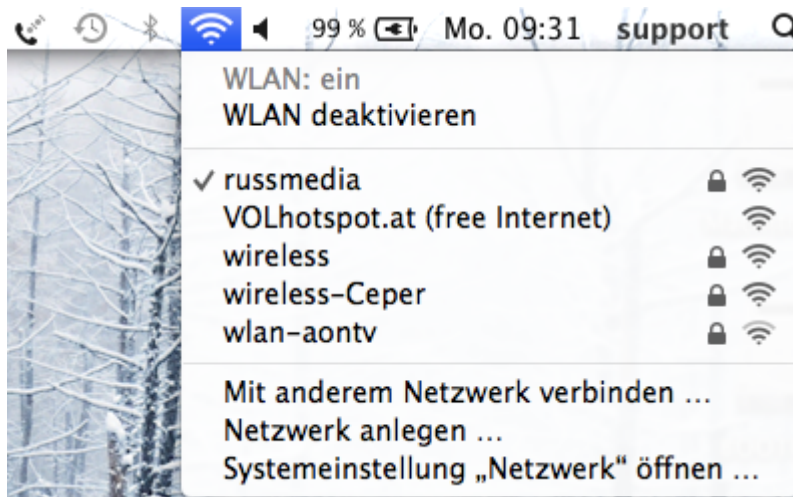 99 % Mo. 09:31 support
WLAN: ein
WLAN deaktivieren
russmedia
VOLhotspot.at (free Internet)
wireless
wireless-Ceper
wlan-aontv
Mit anderem Netzwerk verbinden ...
Netzwerk anlegen ...
Systemeinstellung „Netzwerk“ öffnen ...